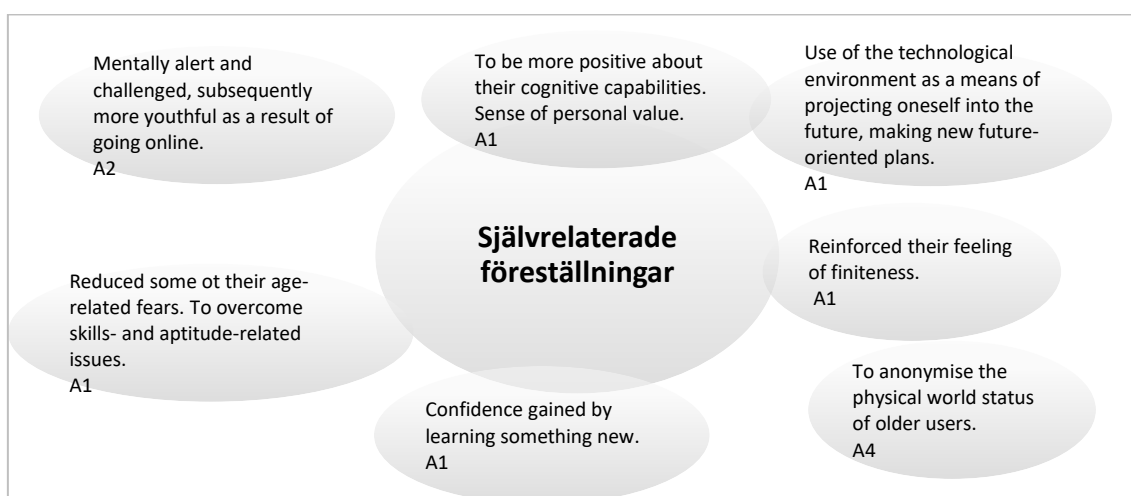 Mentally alert and
challenged, subsequently
more youthful as a result of
going online.
A2
To be more positive about
their cognitive capabilities.
Sense of personal value.
A1
Use of the technological
environment as a means of
projecting oneself into the
future, making new future-
oriented plans.
A1
Självrelaterade
föreställningar
Reinforced their feeling
of finiteness.
A1
Reduced some ot their age-
related fears. To overcome
skills- and aptitude-related
issues.
A1
Confidence gained by
learning something new.
A1
To anonymise the
physical world status
of older users.
A4